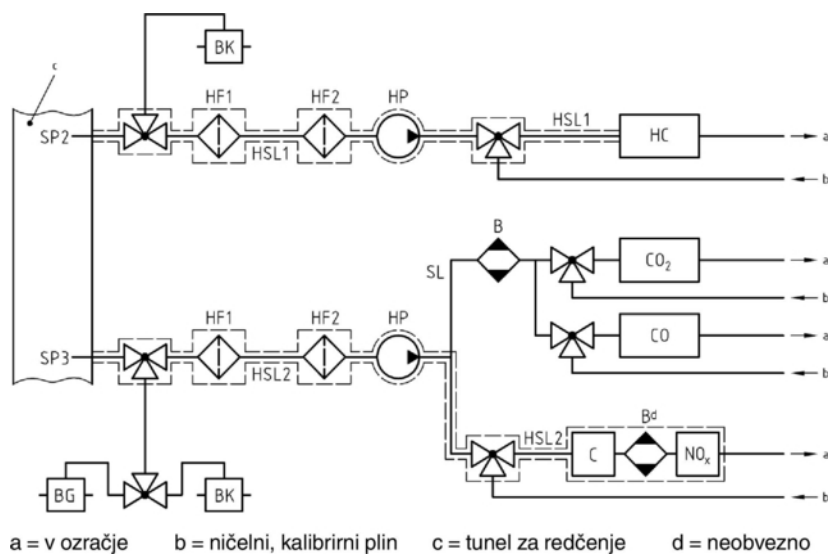 c
BK
HF1 HF2 HP
SP2
HSL1
HSL1
HC
a
b
B
SL
CO₂
a
b
CO
a
b
HF1 HF2 HP
SP3
HSL2
HSL2
Bᵈ
C
NOₓ
a
b
BG
BK
a = v ozračje b = ničelni, kalibrirni plin c = tunel za redčenje d = neobvezno